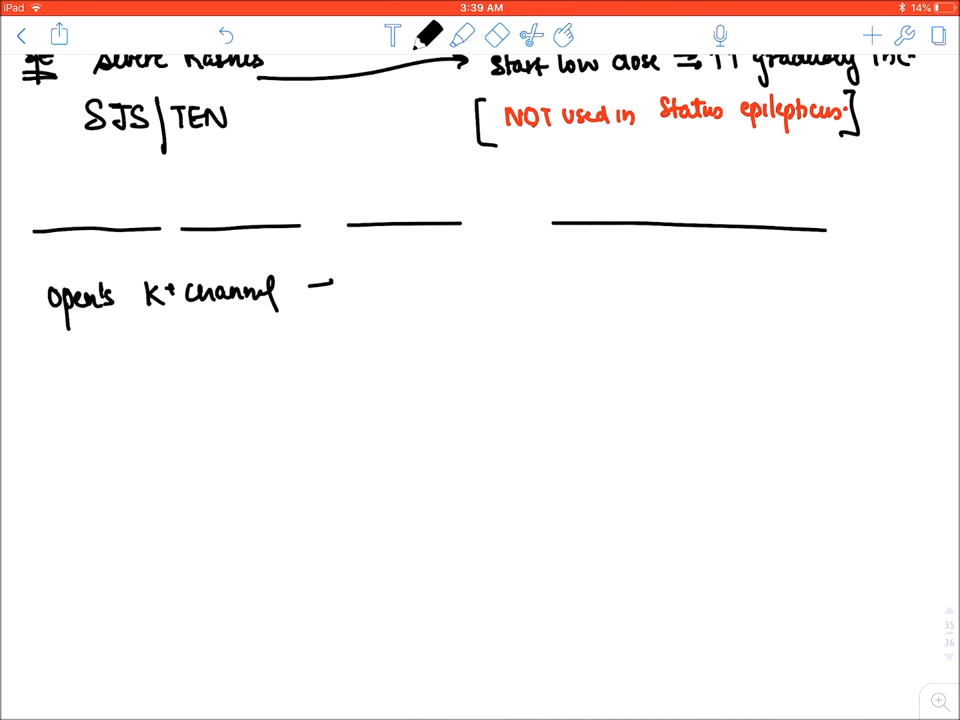 iPad 3:39 AM 14%
T
S/E Severe Rashes start low dose ⇒ ↑↑ gradually inc.
SJS/TEN [NOT used in Status epilepticus.]
open's K+ channel –
35
36